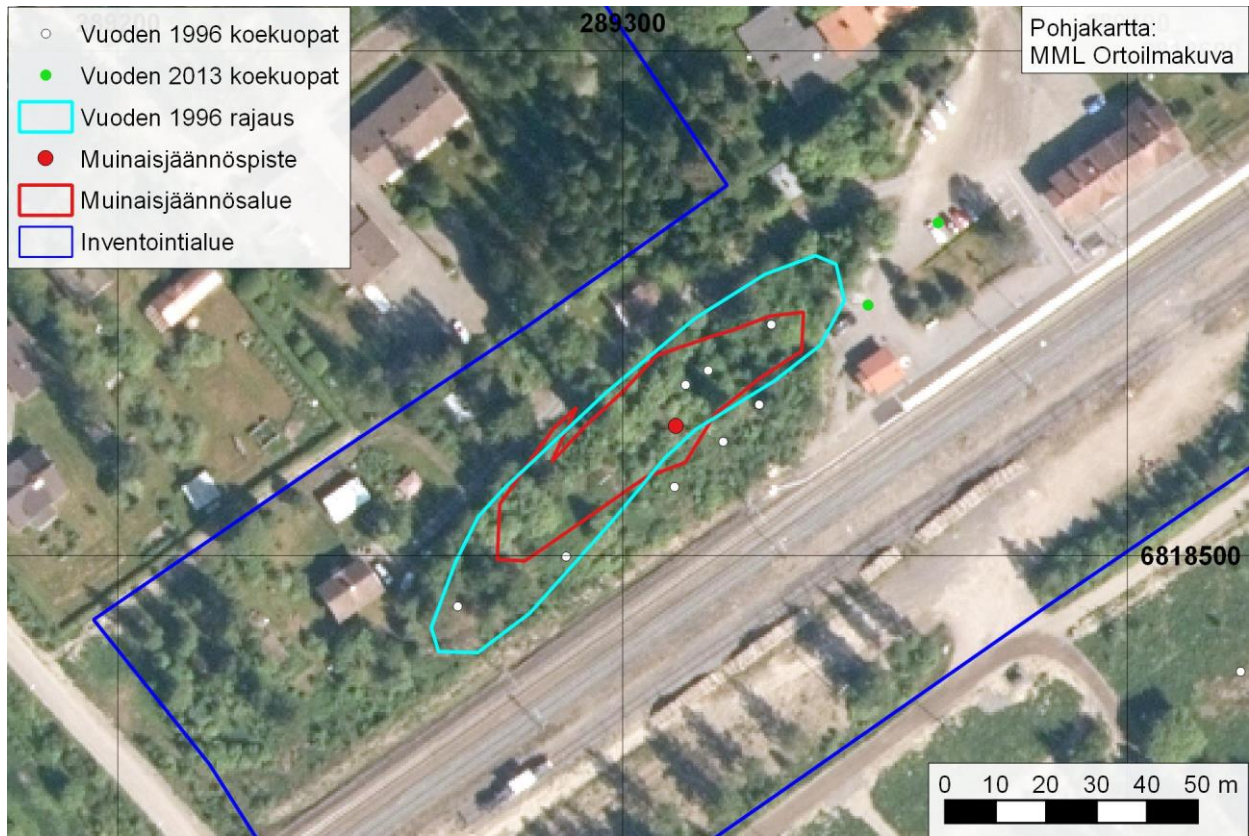 289200
289300
Vuoden 1996 koekuopat
Vuoden 2013 koekuopat
Vuoden 1996 rajaus
Muinaisjäännöspiste
Muinaisjäännösalue
Inventointialue
Pohjakartta:
MML Ortoilmakuva
6818500
0 10 20 30 40 50 m